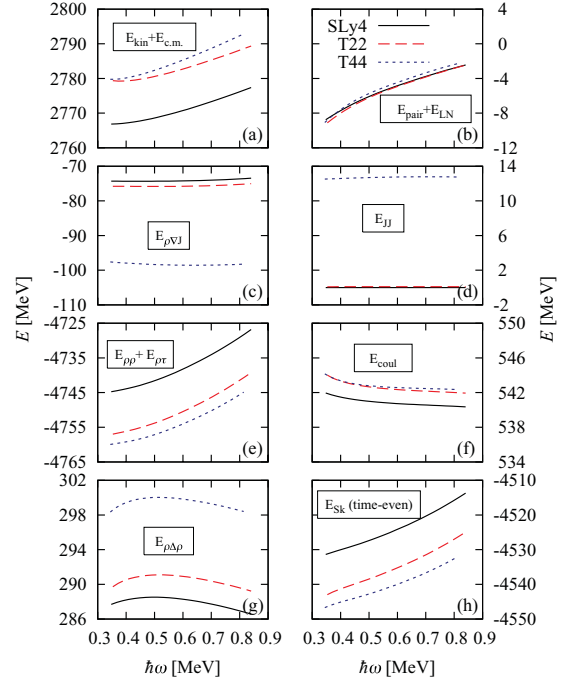 2800
2790
2780
2770
2760
E_kin+E_c.m.
(a)
SLy4
T22
T44
E_pair+E_LN
(b)
4
0
-4
-8
-12
-70
-80
-90
-100
-110
E_ρ∇J
(c)
E_JJ
(d)
14
10
6
2
-2
E [MeV]
E [MeV]
-4725
-4735
-4745
-4755
-4765
E_ρρ + E_ρτ
(e)
E_coul
(f)
550
546
542
538
534
302
298
294
290
286
E_ρΔρ
(g)
E_Sk (time-even)
(h)
-4510
-4520
-4530
-4540
-4550
0.3 0.4 0.5 0.6 0.7 0.8 0.9
0.3 0.4 0.5 0.6 0.7 0.8 0.9
ħω [MeV]
ħω [MeV]